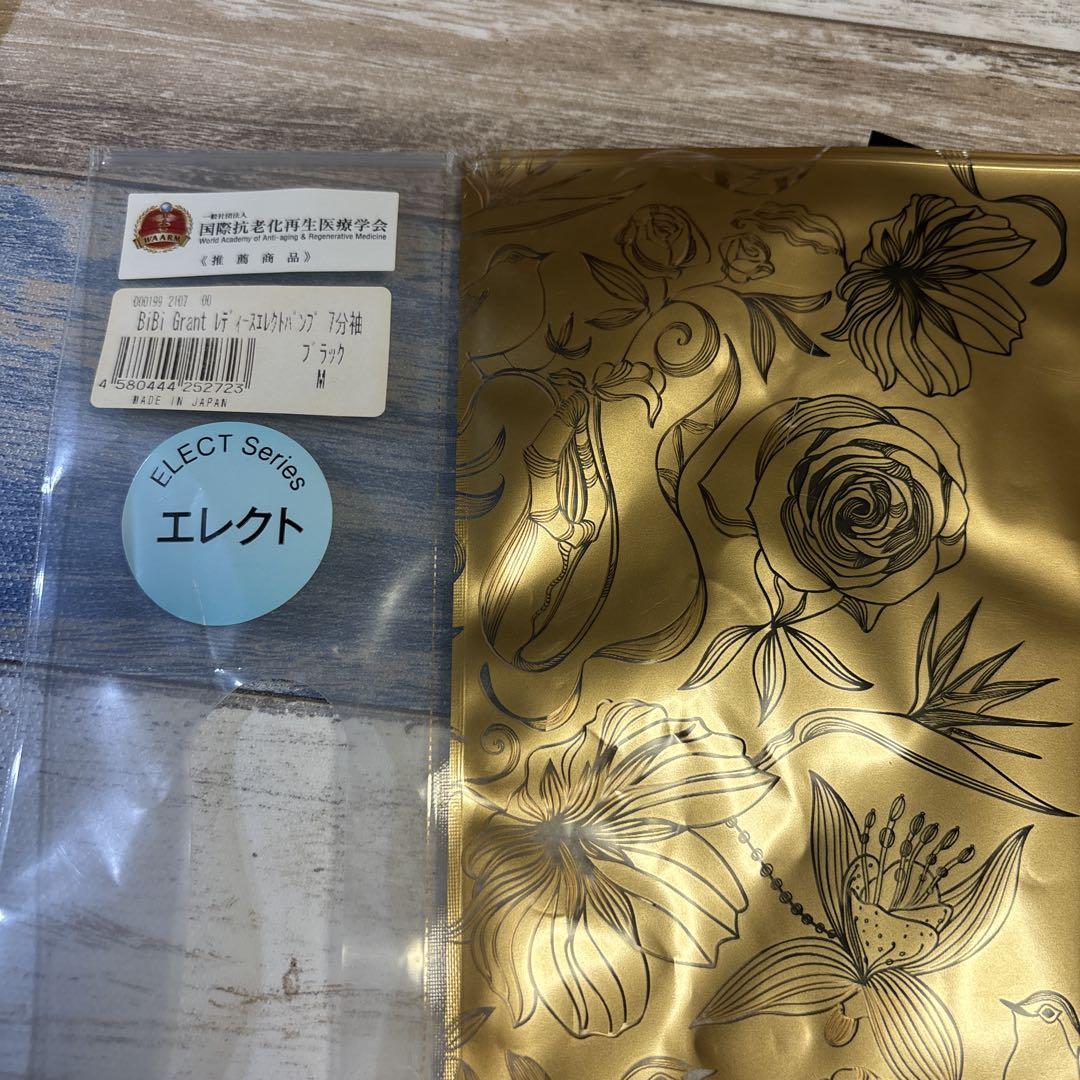 一般社団法人
国際抗老化再生医療学会
WAARM
World Academy of Anti-aging & Regenerative Medicine
《推薦商品》
000199 2107 00
BiBi Grant ﾚﾃﾞｨｰｽｴﾚｸﾄﾊﾟﾝﾌﾟ 7分袖
ﾌﾞﾗｯｸ
M
4 580444 252723
MADE IN JAPAN
ELECT Series
エレクト